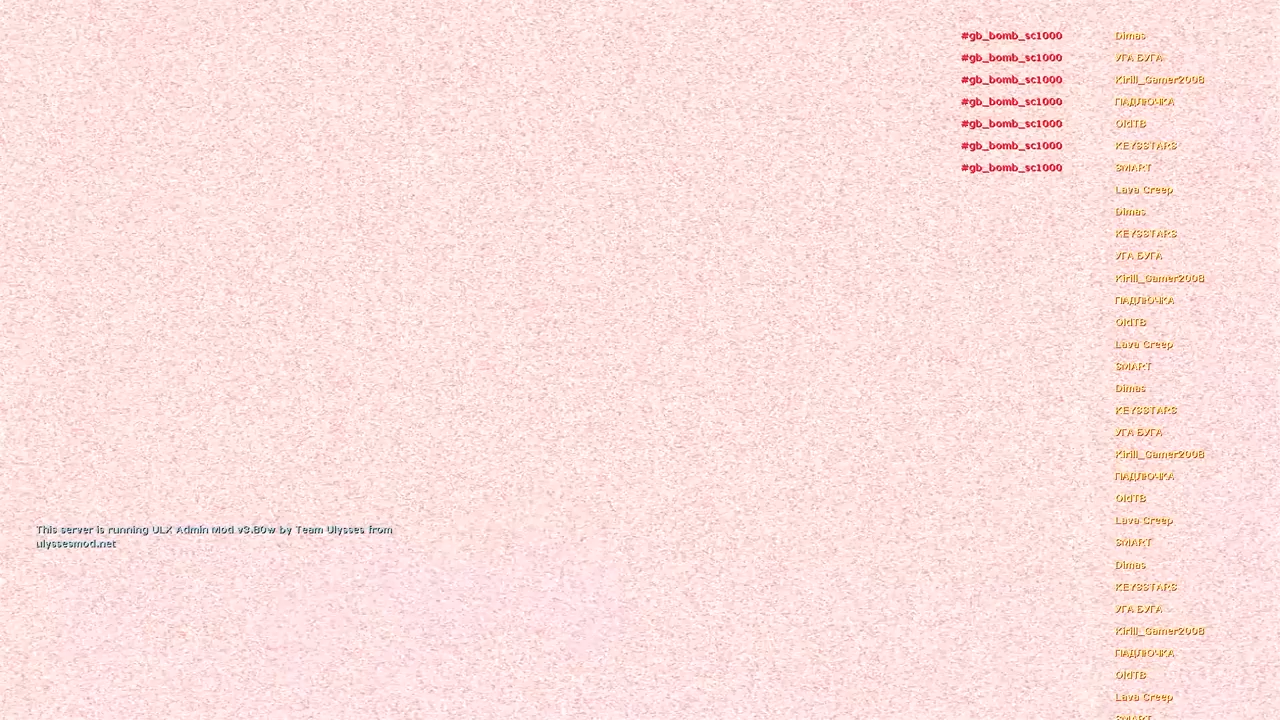 #gb_bomb_sc1000 Dimas
#gb_bomb_sc1000 УГА БУГА
#gb_bomb_sc1000 Kirill_Gamer2008
#gb_bomb_sc1000 ПАДЛЮЧКА
#gb_bomb_sc1000 OldTB
#gb_bomb_sc1000 KEYSSTARS
#gb_bomb_sc1000 SMART
Lava Creep
Dimas
KEYSSTARS
УГА БУГА
Kirill_Gamer2008
ПАДЛЮЧКА
OldTB
Lava Creep
SMART
Dimas
KEYSSTARS
УГА БУГА
Kirill_Gamer2008
ПАДЛЮЧКА
OldTB
Lava Creep
This server is running ULX Admin Mod v3.80w by Team Ulysses from
ulyssesmod.net
SMART
Dimas
KEYSSTARS
УГА БУГА
Kirill_Gamer2008
ПАДЛЮЧКА
OldTB
Lava Creep
SMART